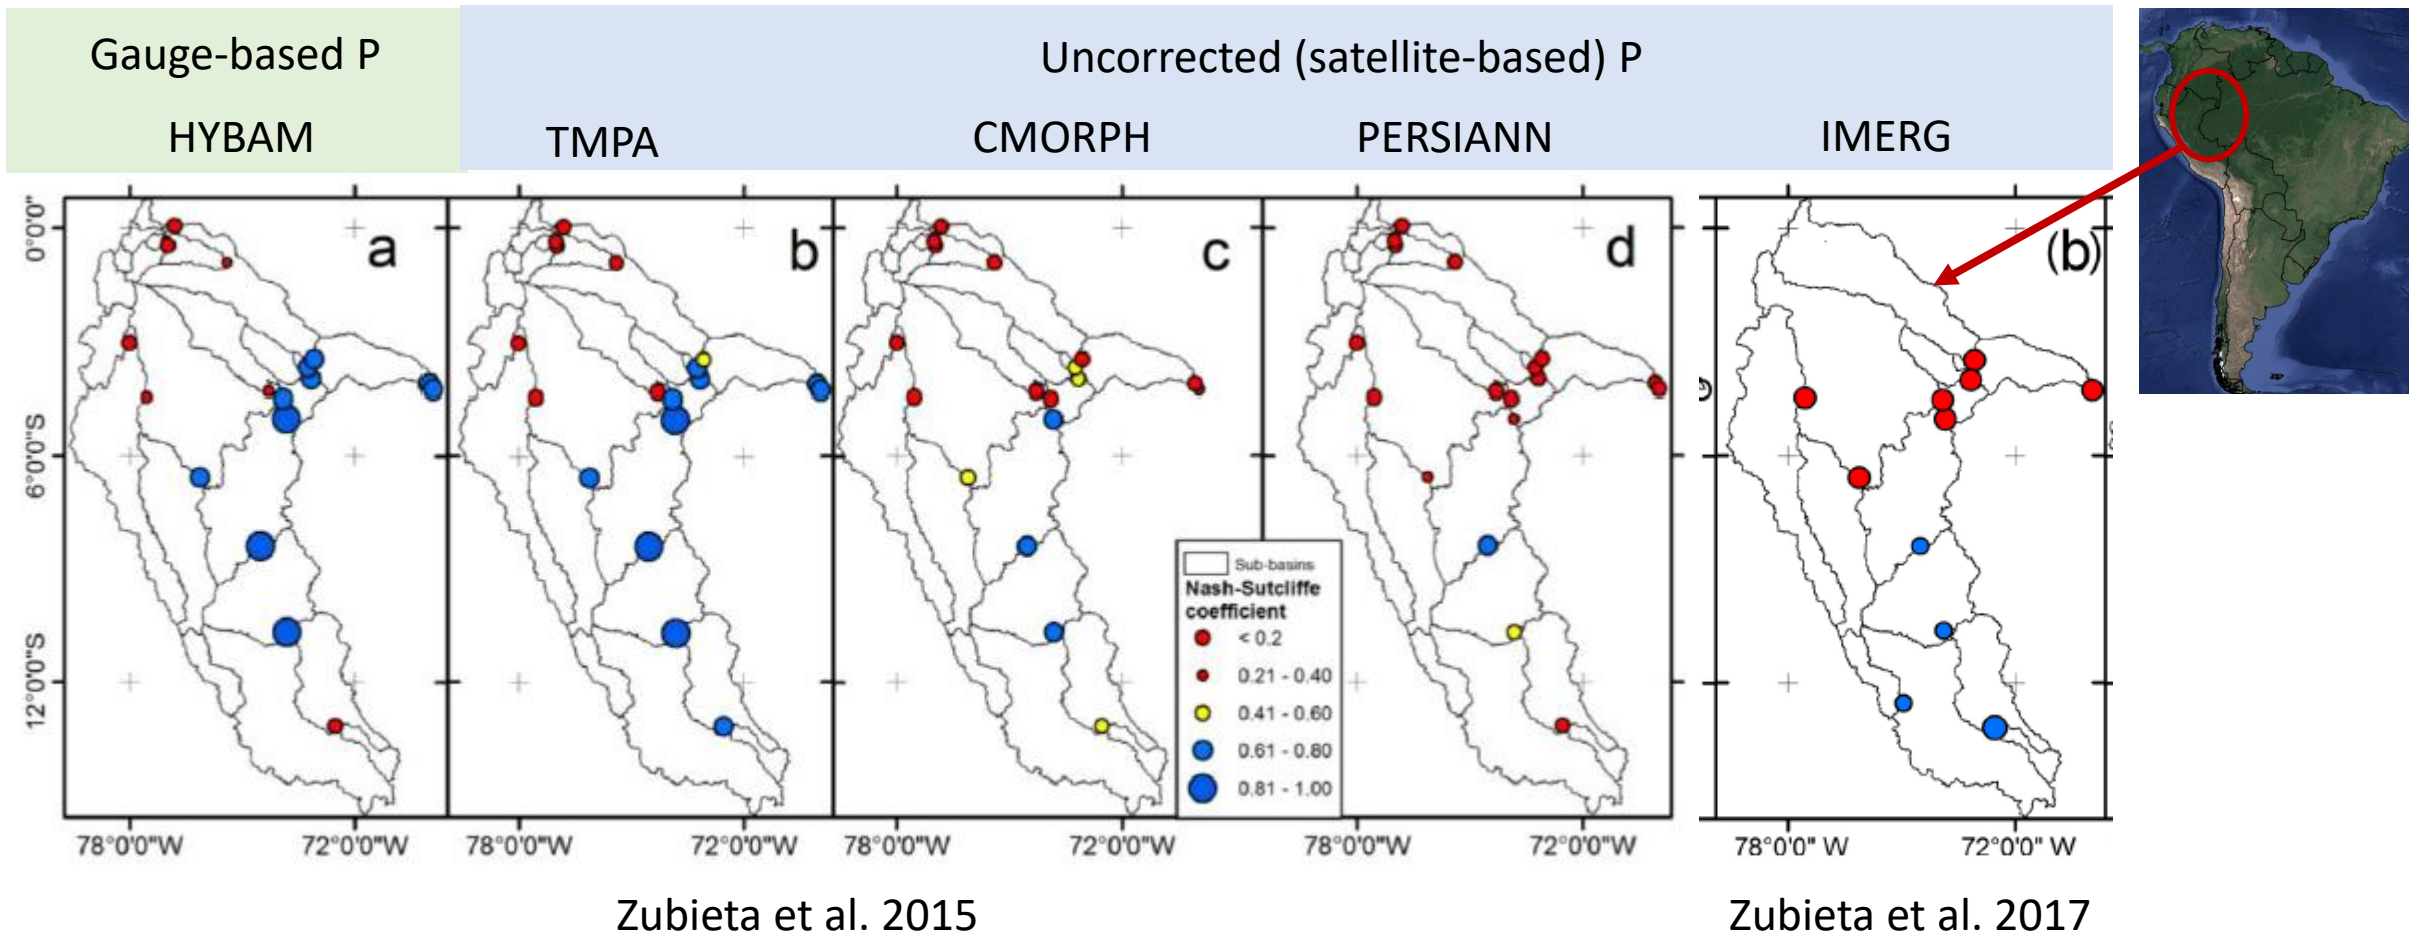 Gauge-based P
Uncorrected (satellite-based) P
HYBAM
TMPA
CMORPH
PERSIANN
IMERG
a
b
c
d
(b)
0°0'0"
6°0'0"S
12°0'0"S
Sub-basins
Nash-Sutcliffe
coefficient
< 0.2
0.21 - 0.40
0.41 - 0.60
0.61 - 0.80
0.81 - 1.00
78°0'0"W
72°0'0"W
78°0'0"W
72°0'0"W
78°0'0"W
72°0'0"W
78°0'0"W
72°0'0"W
78°0'0" W
72°0'0" W
Zubieta et al. 2015
Zubieta et al. 2017